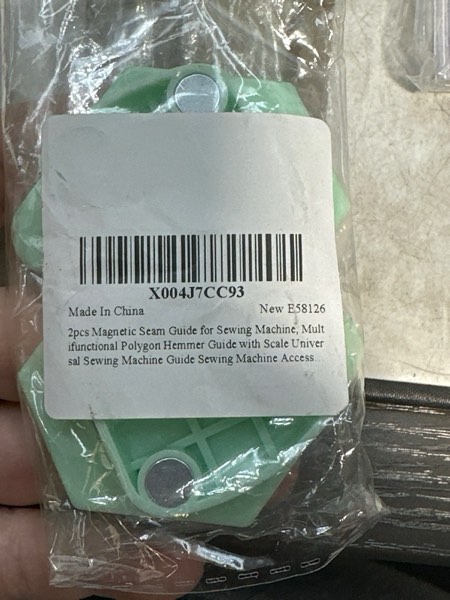 X004J7CC93
Made In China New E58126
2pcs Magnetic Seam Guide for Sewing Machine, Mult
ifunctional Polygon Hemmer Guide with Scale Univer
sal Sewing Machine Guide Sewing Machine Access